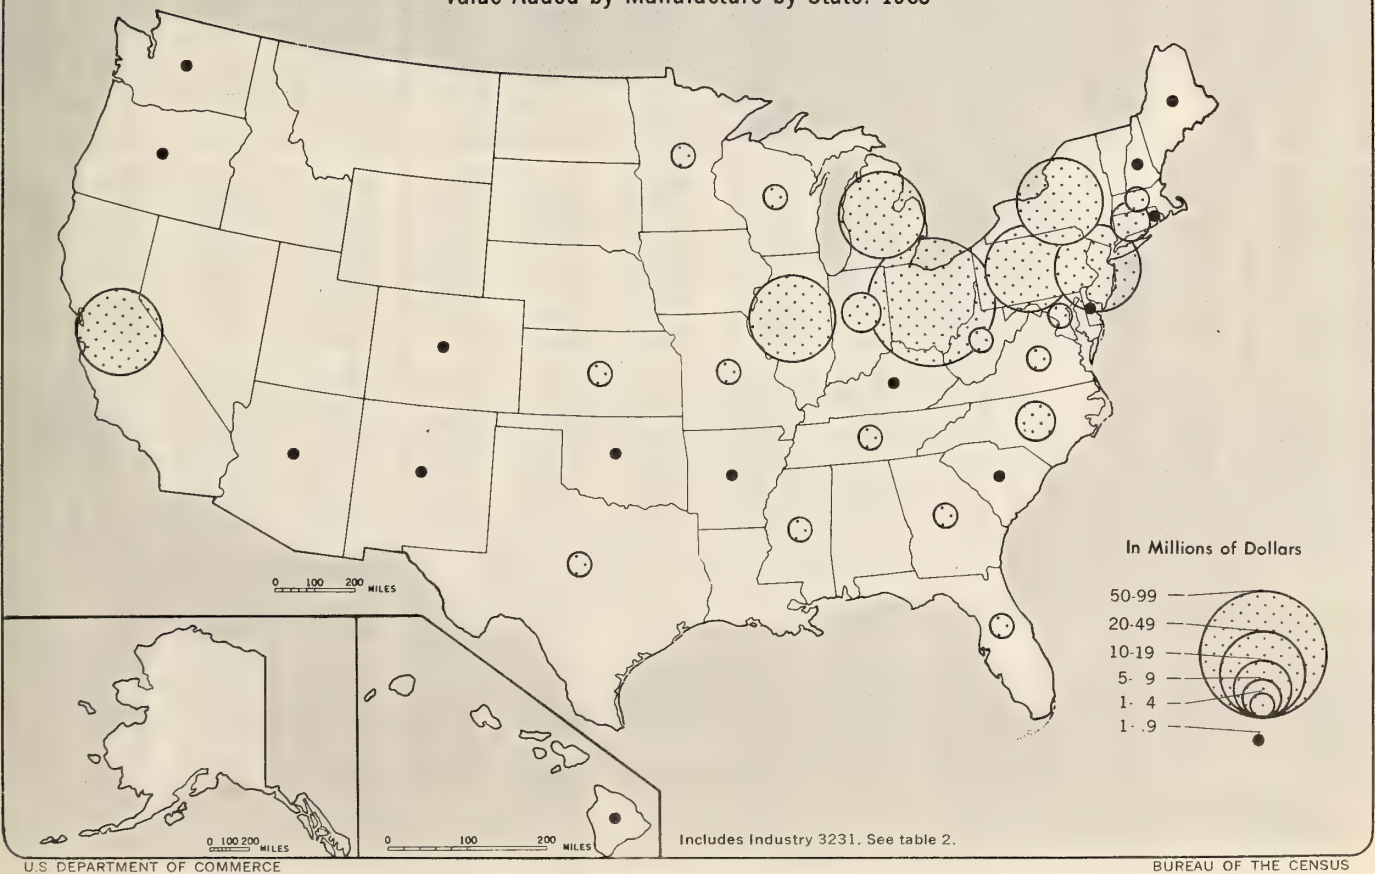 Value Added by Manufacture by State:
In Millions of Dollars
50-99
20-49
10-19
5- 9
1- 4
1- .9
0 100 200 MILES
0 100 200 MILES
0 100 200 MILES
Includes Industry 3231. See table 2.
U.S. DEPARTMENT OF COMMERCE
BUREAU OF THE CENSUS